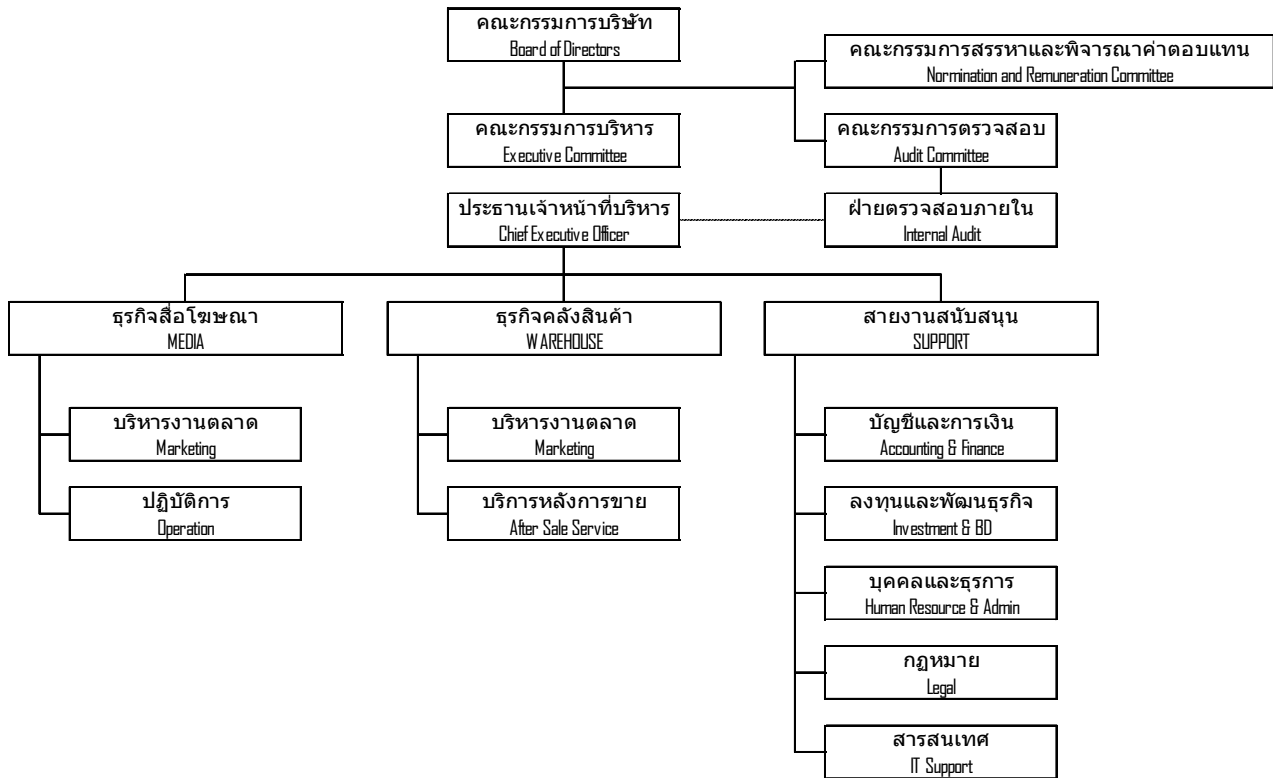 คณะกรรมการบริษัท
Board of Directors
คณะกรรมการสรรหาและพิจารณาค่าตอบแทน
Normination and Remuneration Committee
คณะกรรมการบริหาร
Executive Committee
คณะกรรมการตรวจสอบ
Audit Committee
ประธานเจ้าหน้าที่บริหาร
Chief Executive Officer
ฝ่ายตรวจสอบภายใน
Internal Audit
ธุรกิจสื่อโฆษณา
MEDIA
ธุรกิจคลังสินค้า
WAREHOUSE
สายงานสนับสนุน
SUPPORT
บริหารงานตลาด
Marketing
บริหารงานตลาด
Marketing
บัญชีและการเงิน
Accounting & Finance
ปฏิบัติการ
Operation
บริการหลังการขาย
After Sale Service
ลงทุนและพัฒนธุรกิจ
Investment & BD
บุคคลและธุรการ
Human Resource & Admin
กฎหมาย
Legal
สารสนเทศ
IT Support